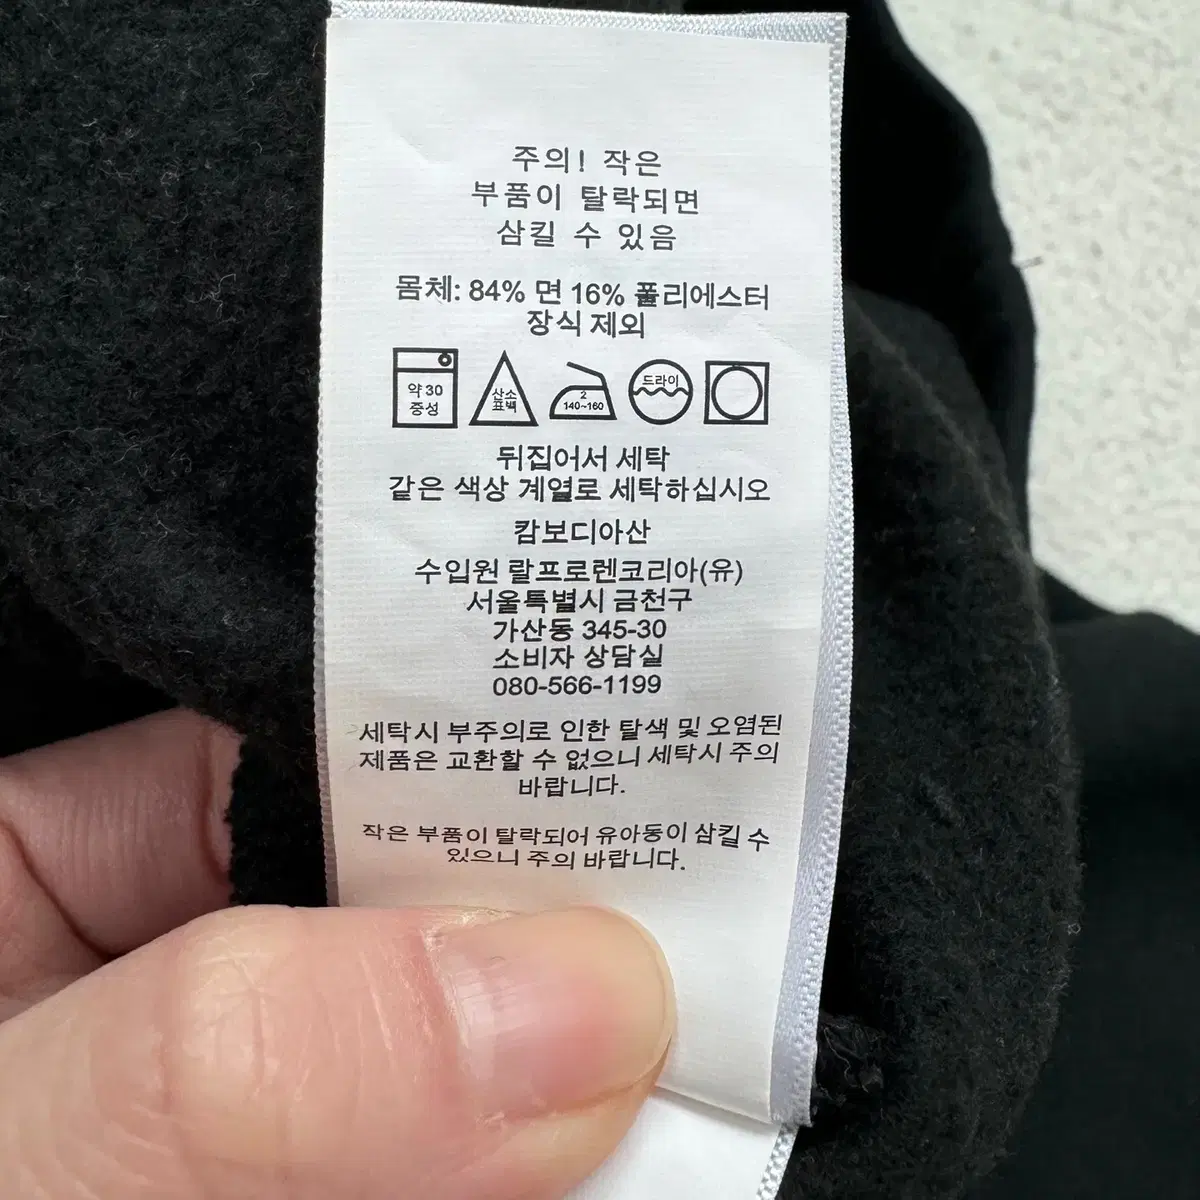 주의! 작은
부품이 탈락되면
삼킬 수 있음
몸체: 84% 면 16% 폴리에스터
장식 제외
약 30
중성
산소
표백
2
140~160
드라이
뒤집어서 세탁
같은 색상 계열로 세탁하십시오
캄보디아산
수입원 랄프로렌코리아(유)
서울특별시 금천구
가산동 345-30
소비자 상담실
080-566-1199
세탁시 부주의로 인한 탈색 및 오염된
제품은 교환할 수 없으니 세탁시 주의
바랍니다.
작은 부품이 탈락되어 유아동이 삼킬 수
있으니 주의 바랍니다.